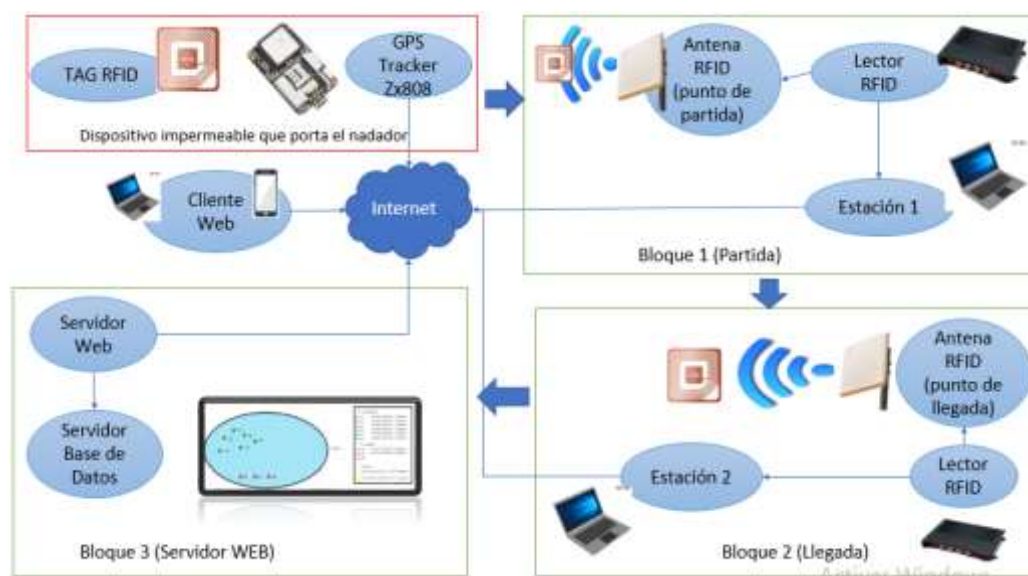 TAG RFID
GPS
Tracker
Zx808
Dispositivo impermeable que porta el nadador
Antena
RFID
(punto de
partida)
Lector
RFID
Estación 1
Bloque 1 (Partida)
Cliente
Web
Internet
Servidor
Web
Servidor
Base de
Datos
Bloque 3 (Servidor WEB)
Antena
RFID
(punto de
llegada)
Estación 2
Lector
RFID
Bloque 2 (Llegada)